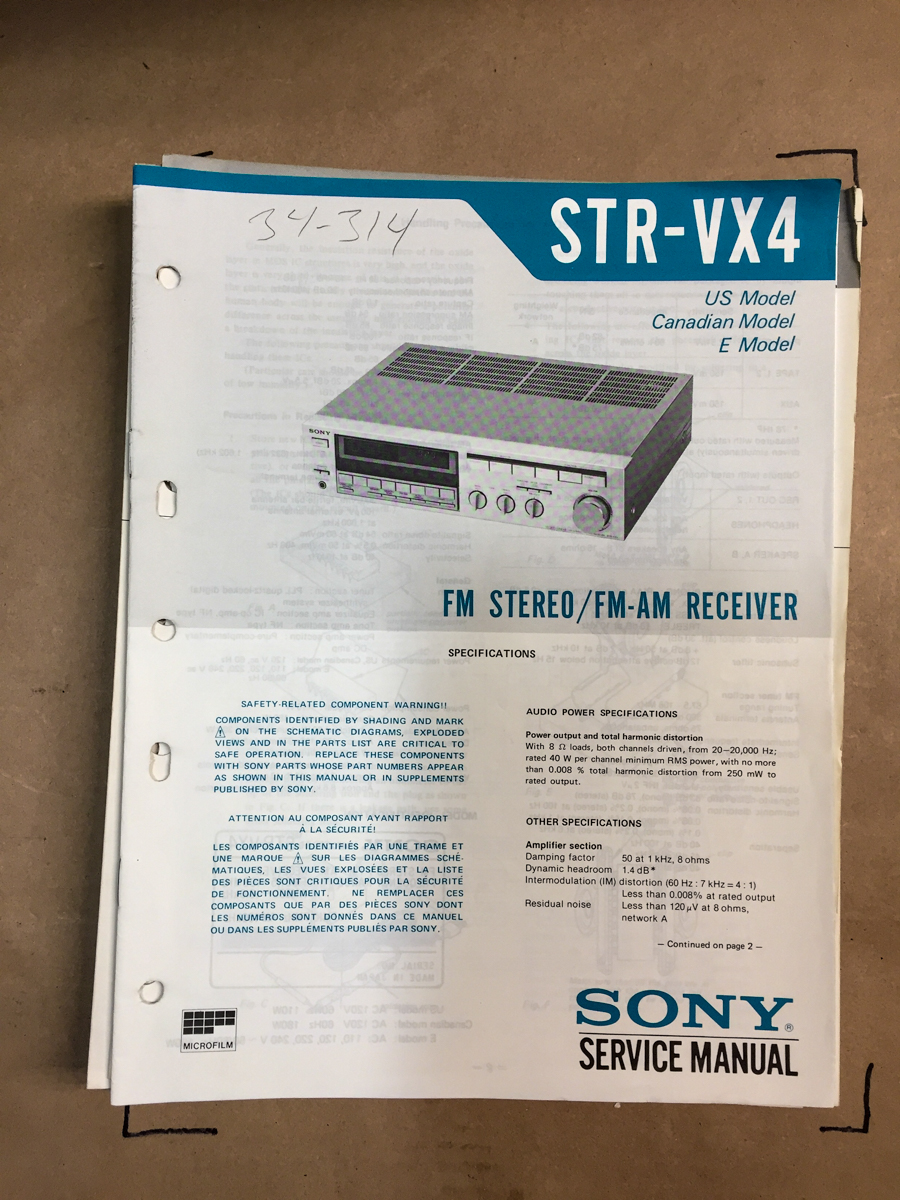 34-314
STR-VX4
US Model
Canadian Model
E Model
SONY
FM STEREO/FM-AM RECEIVER
SPECIFICATIONS
SAFETY-RELATED COMPONENT WARNING!!
COMPONENTS IDENTIFIED BY SHADING AND MARK
⚠ ON THE SCHEMATIC DIAGRAMS, EXPLODED
VIEWS AND IN THE PARTS LIST ARE CRITICAL TO
SAFE OPERATION. REPLACE THESE COMPONENTS
WITH SONY PARTS WHOSE PART NUMBERS APPEAR
AS SHOWN IN THIS MANUAL OR IN SUPPLEMENTS
PUBLISHED BY SONY.
ATTENTION AU COMPOSANT AYANT RAPPORT
À LA SÉCURITÉ!
LES COMPOSANTS IDENTIFIÉS PAR UNE TRAME ET
UNE MARQUE ⚠ SUR LES DIAGRAMMES SCHÉ-
MATIQUES, LES VUES EXPLOSÉES ET LA LISTE
DES PIÈCES SONT CRITIQUES POUR LA SÉCURITÉ
DE FONCTIONNEMENT. NE REMPLACER CES
COMPOSANTS QUE PAR DES PIÈCES SONY DONT
LES NUMÉROS SONT DONNÉS DANS CE MANUEL
OU DANS LES SUPPLÉMENTS PUBLIÉS PAR SONY.
AUDIO POWER SPECIFICATIONS
Power output and total harmonic distortion
With 8 Ω loads, both channels driven, from 20–20,000 Hz;
rated 40 W per channel minimum RMS power, with no more
than 0.008 % total harmonic distortion from 250 mW to
rated output.
OTHER SPECIFICATIONS
Amplifier section
Damping factor 50 at 1 kHz, 8 ohms
Dynamic headroom 1.4 dB*
Intermodulation (IM) distortion (60 Hz : 7 kHz = 4 : 1)
Less than 0.008% at rated output
Residual noise Less than 120 µV at 8 ohms,
network A
— Continued on page 2 —
MICROFILM
SONY®
SERVICE MANUAL